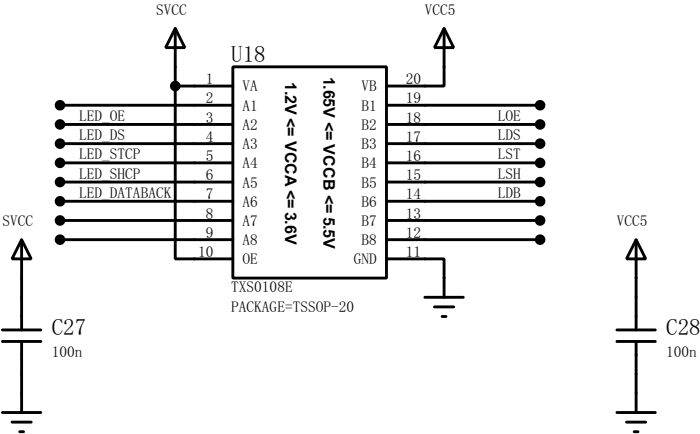 SVCC
VCC5
U18
1 VA VB 20
2 A1 B1 19
LED_OE 3 A2 B2 18 LOE
LED_DS 4 A3 B3 17 LDS
LED_STCP 5 A4 B4 16 LST
LED_SHCP 6 A5 B5 15 LSH
LED_DATABACK 7 A6 B6 14 LDB
8 A7 B7 13
9 A8 B8 12
10 OE GND 11
1.2V <= VCCA <= 3.6V
1.65V <= VCCB <= 5.5V
TXS0108E
PACKAGE=TSSOP-20
SVCC
C27
100n
VCC5
C28
100n